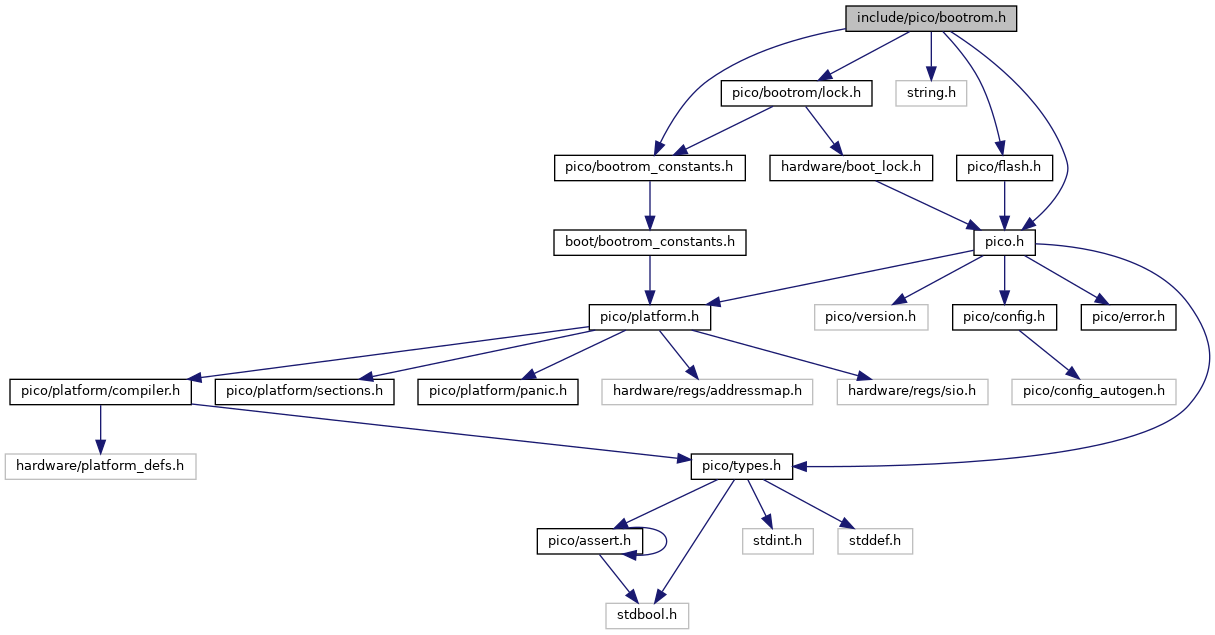 include/pico/bootrom.h
pico/bootrom/lock.h
string.h
pico/bootrom_constants.h
hardware/boot_lock.h
pico/flash.h
boot/bootrom_constants.h
pico.h
pico/platform.h
pico/version.h
pico/config.h
pico/error.h
pico/platform/compiler.h
pico/platform/sections.h
pico/platform/panic.h
hardware/regs/addressmap.h
hardware/regs/sio.h
pico/config_autogen.h
hardware/platform_defs.h
pico/types.h
pico/assert.h
stdint.h
stddef.h
stdbool.h